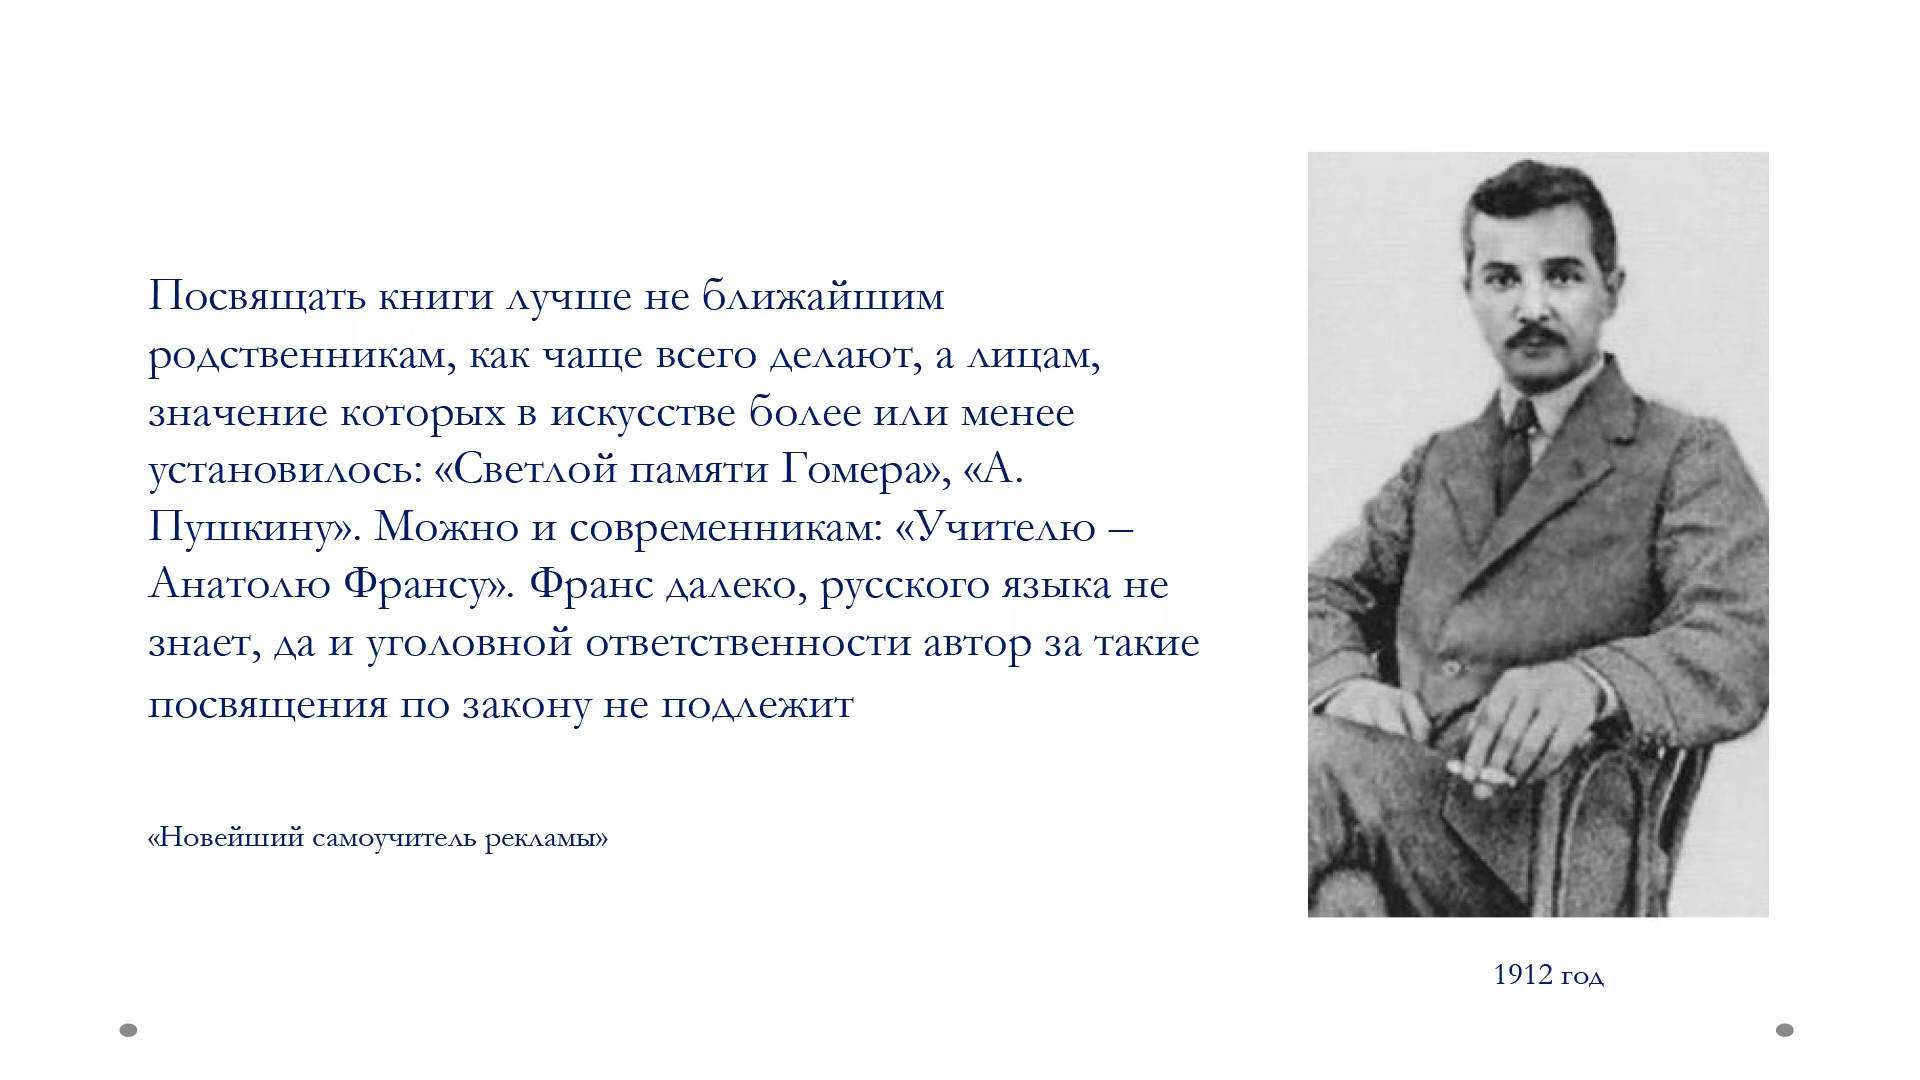 Посвящать книги лучше не ближайшим
родственникам, как чаще всего делают, а лицам,
значение которых в искусстве более или менее
установилось: «Светлой памяти Гомера», «А.
Пушкину». Можно и современникам: «Учителю –
Анатолю Франсу». Франс далеко, русского языка не
знает, да и уголовной ответственности автор за такие
посвящения по закону не подлежит
«Новейший самоучитель рекламы»
1912 год